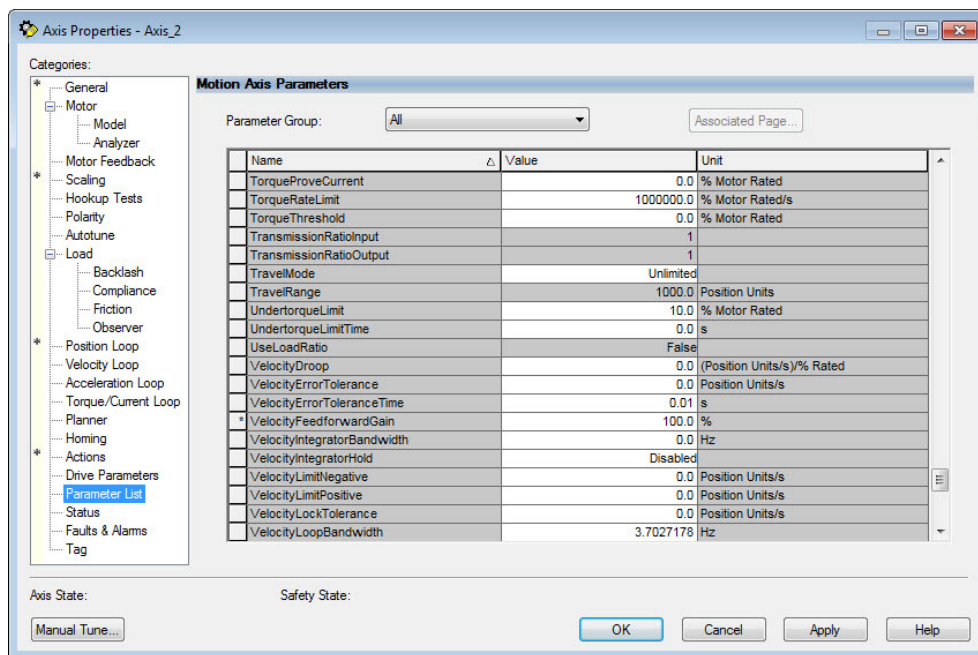 Axis Properties - Axis_2
Categories:
* General
Motor
Model
Analyzer
Motor Feedback
* Scaling
Hookup Tests
Polarity
Autotune
Load
Backlash
Compliance
Friction
Observer
* Position Loop
Velocity Loop
Acceleration Loop
Torque/Current Loop
Planner
Homing
* Actions
Drive Parameters
Parameter List
Status
Faults & Alarms
Tag
Motion Axis Parameters
Parameter Group: All Associated Page...
Name Value Unit
TorqueProveCurrent 0.0 % Motor Rated
TorqueRateLimit 1000000.0 % Motor Rated/s
TorqueThreshold 0.0 % Motor Rated
TransmissionRatioInput 1
TransmissionRatioOutput 1
TravelMode Unlimited
TravelRange 1000.0 Position Units
UndertorqueLimit 10.0 % Motor Rated
UndertorqueLimitTime 0.0 s
UseLoadRatio False
VelocityDroop 0.0 (Position Units/s)/% Rated
VelocityErrorTolerance 0.0 Position Units/s
VelocityErrorToleranceTime 0.01 s
* VelocityFeedforwardGain 100.0 %
VelocityIntegratorBandwidth 0.0 Hz
VelocityIntegratorHold Disabled
VelocityLimitNegative 0.0 Position Units/s
VelocityLimitPositive 0.0 Position Units/s
VelocityLockTolerance 0.0 Position Units/s
VelocityLoopBandwidth 3.7027178 Hz
Axis State: Safety State:
Manual Tune... OK Cancel Apply Help